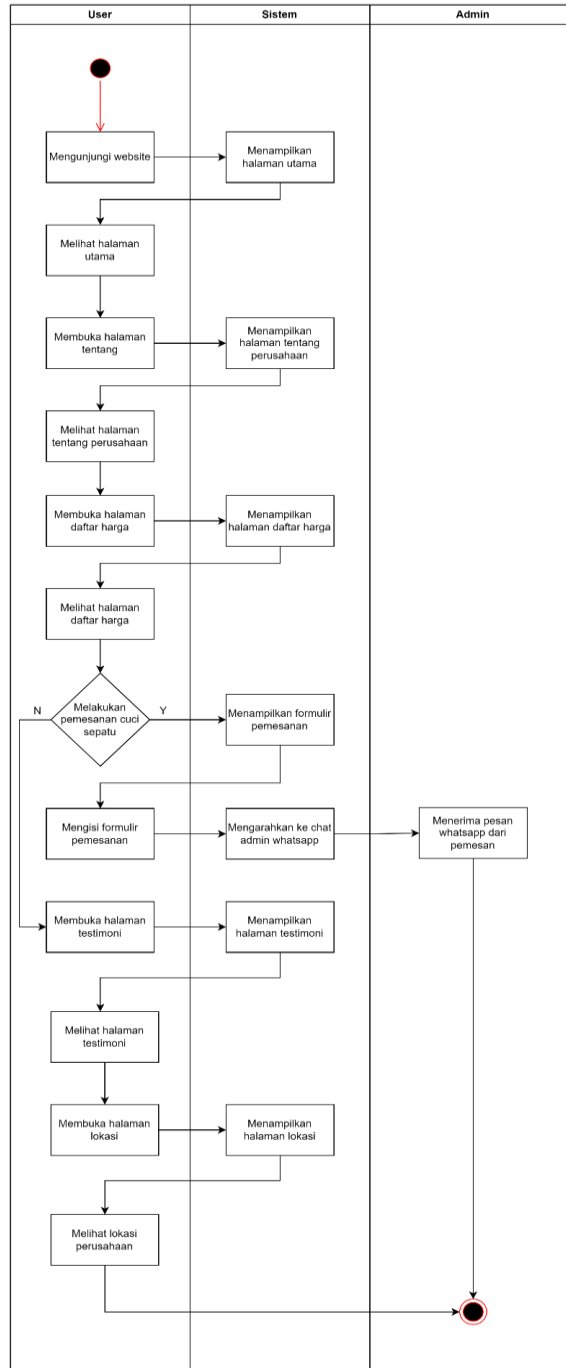 User
Sistem
Admin
Mengunjungi website
Menampilkan
halaman utama
Melihat halaman
utama
Membuka halaman
tentang
Menampilkan
halaman tentang
perusahaan
Melihat halaman
tentang perusahaan
Membuka halaman
daftar harga
Menampilkan
halaman daftar harga
Melihat halaman
daftar harga
N
Melakukan
pemesanan cuci
sepatu
Y
Menampilkan formulir
pemesanan
Mengisi formulir
pemesanan
Mengarahkan ke chat
admin whatsapp
Menerima pesan
whatsapp dari
pemesan
Membuka halaman
testimoni
Menampilkan
halaman testimoni
Melihat halaman
testimoni
Membuka halaman
lokasi
Menampilkan
halaman lokasi
Melihat lokasi
perusahaan